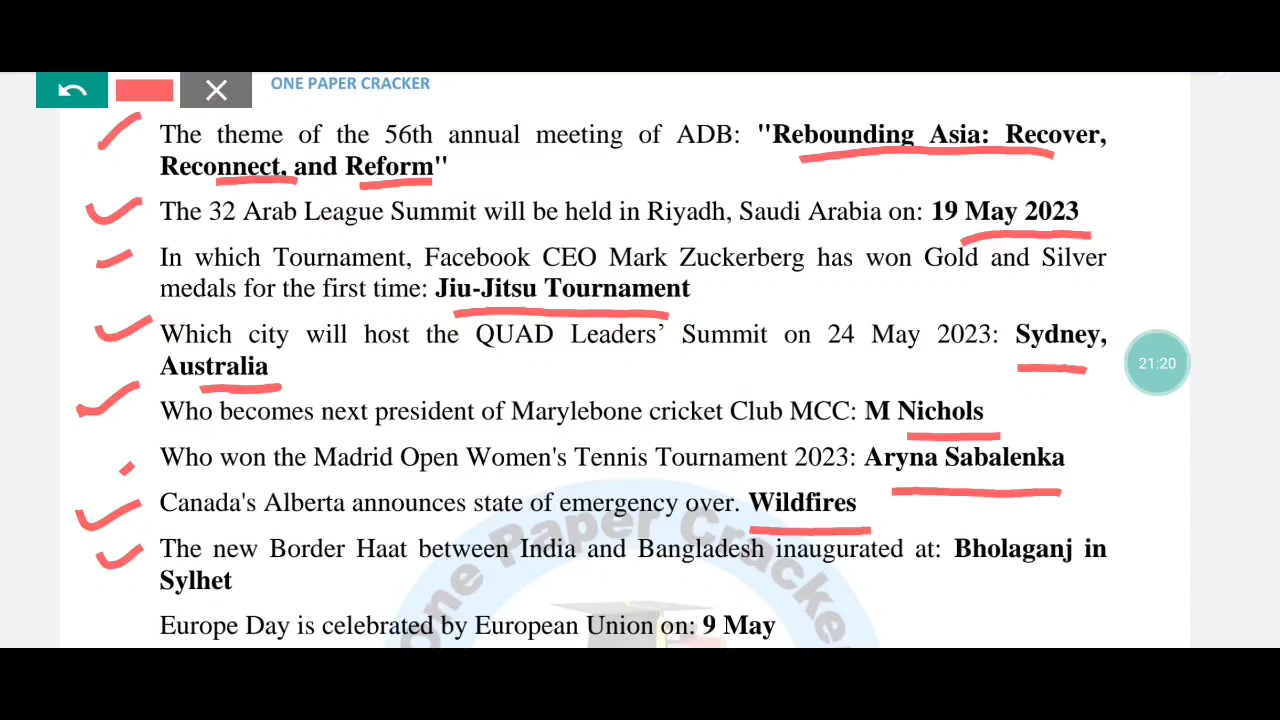 ONE PAPER CRACKER
The theme of the 56th annual meeting of ADB: "Rebounding Asia: Recover,
Reconnect, and Reform"
The 32 Arab League Summit will be held in Riyadh, Saudi Arabia on: 19 May 2023
In which Tournament, Facebook CEO Mark Zuckerberg has won Gold and Silver
medals for the first time: Jiu-Jitsu Tournament
Which city will host the QUAD Leaders’ Summit on 24 May 2023: Sydney,
Australia
21:20
Who becomes next president of Marylebone cricket Club MCC: M Nichols
Who won the Madrid Open Women's Tennis Tournament 2023: Aryna Sabalenka
Canada's Alberta announces state of emergency over. Wildfires
The new Border Haat between India and Bangladesh inaugurated at: Bholaganj in
Sylhet
Europe Day is celebrated by European Union on: 9 May
one Paper Cracke